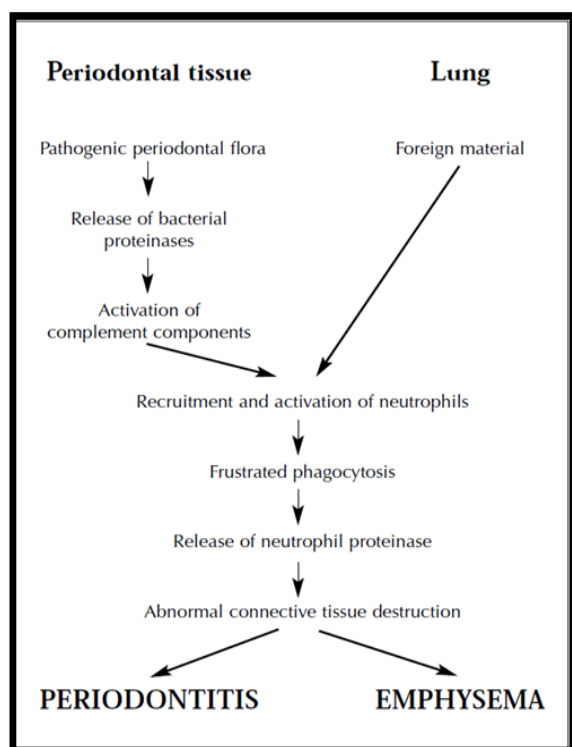 Periodontal tissue
Lung
Pathogenic periodontal flora
Foreign material
Release of bacterial
proteinases
Activation of
complement components
Recruitment and activation of neutrophils
Frustrated phagocytosis
Release of neutrophil proteinase
Abnormal connective tissue destruction
PERIODONTITIS
EMPHYSEMA